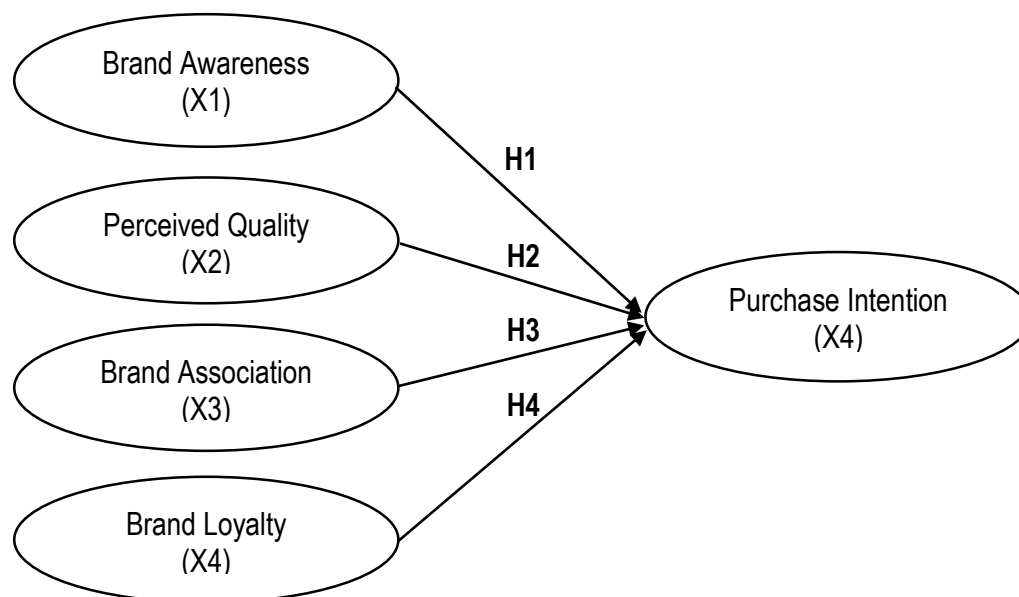 Brand Awareness
(X1)
H1
Perceived Quality
(X2)
H2
Purchase Intention
(X4)
H3
Brand Association
(X3)
H4
Brand Loyalty
(X4)